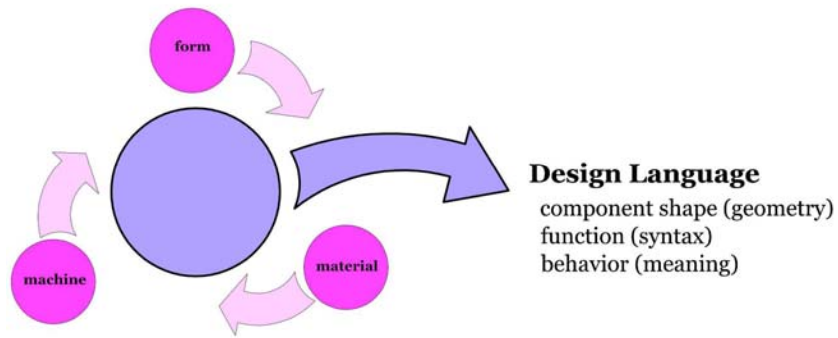 form
machine
material
Design Language
component shape (geometry)
function (syntax)
behavior (meaning)